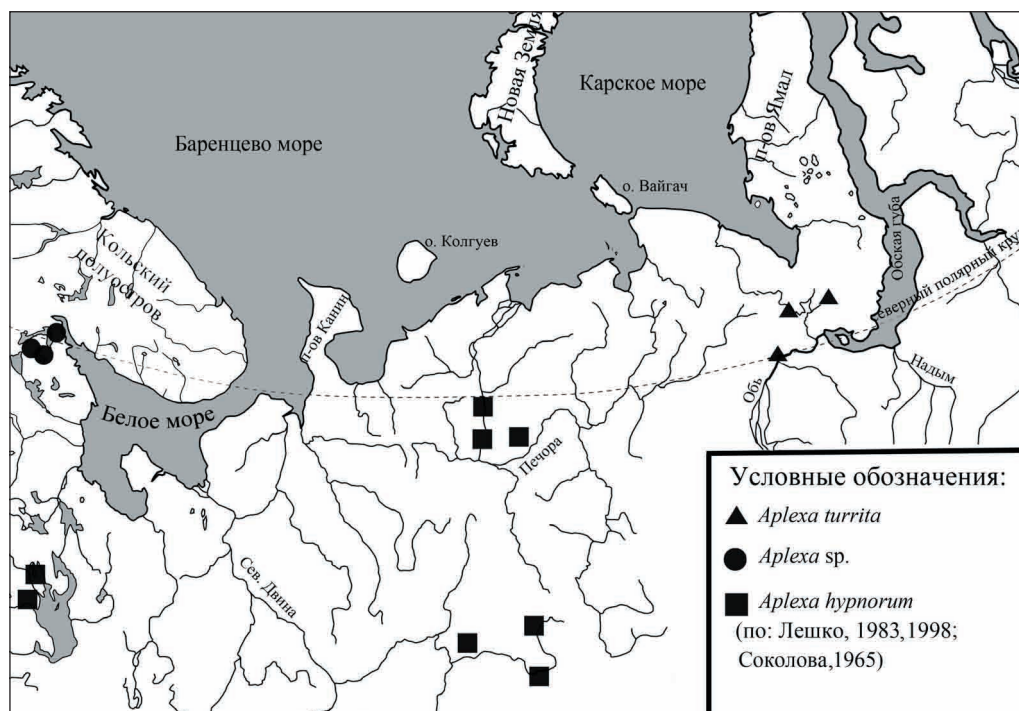 Баренцево море
Новая Земля
Карское море
п-ов Ямал
о. Вайгач
о. Колгуев
Кольский
полуостров
п-ов Канин
Обская губа
еверный полярный круг
Белое море
Печора
Обь
Надым
Сев. Двина
Условные обозначения:
Aplexa turrita
Aplexa sp.
Aplexa hypnorum
(по: Лешко, 1983,1998;
Соколова,1965)